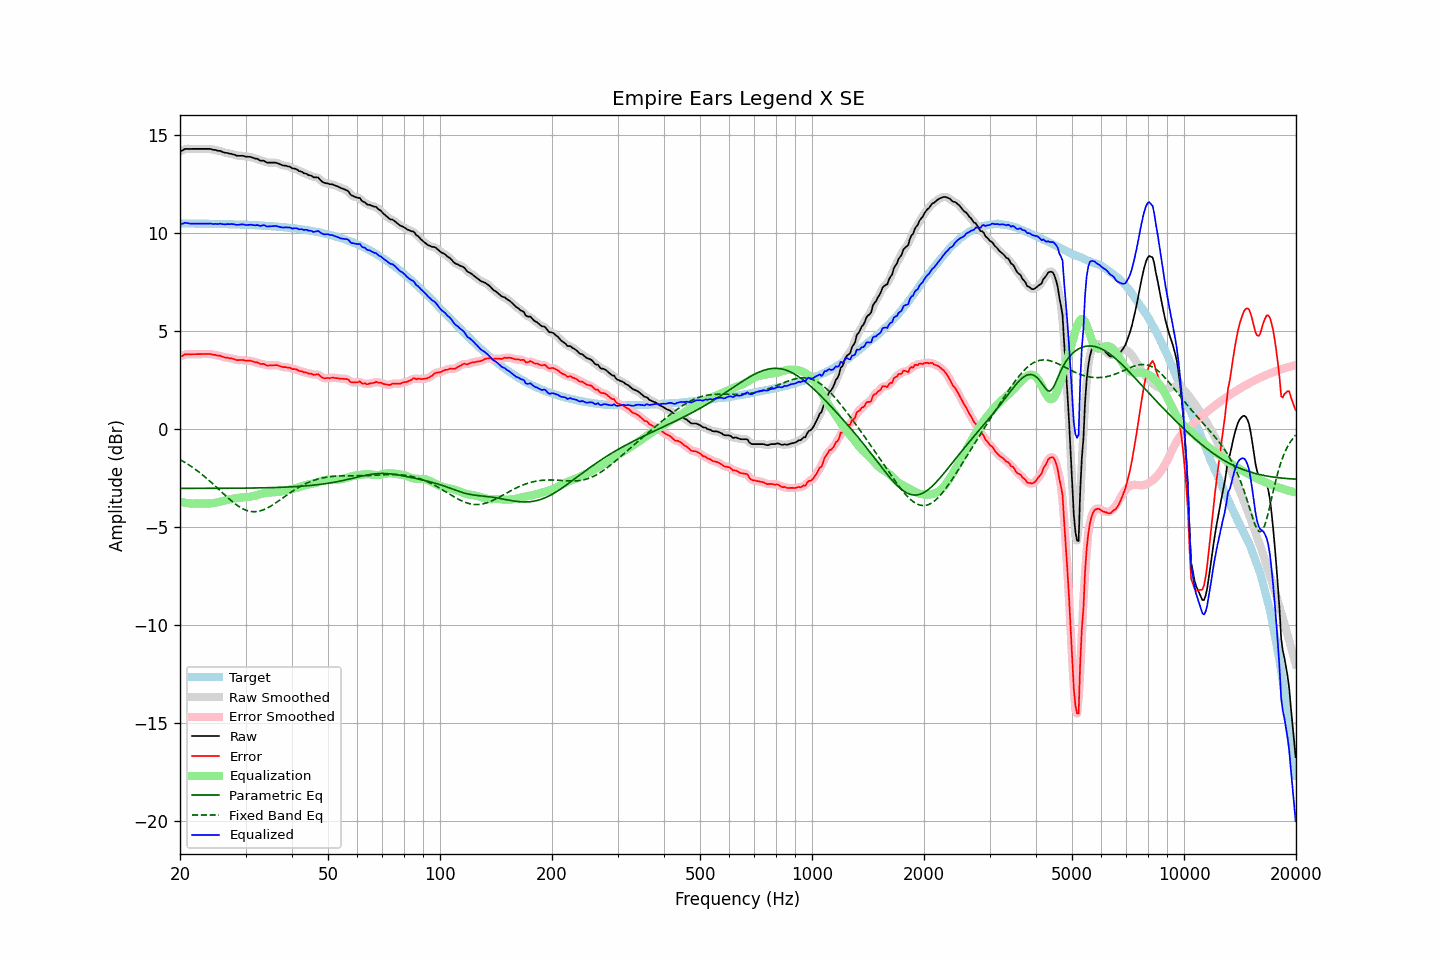 Empire Ears Legend X SE
15
10
5
0
−5
−10
−15
−20
Amplitude (dBr)
Target
Raw Smoothed
Error Smoothed
Raw
Error
Equalization
Parametric Eq
Fixed Band Eq
Equalized
20 50 100 200 500 1000 2000 5000 10000 20000
Frequency (Hz)